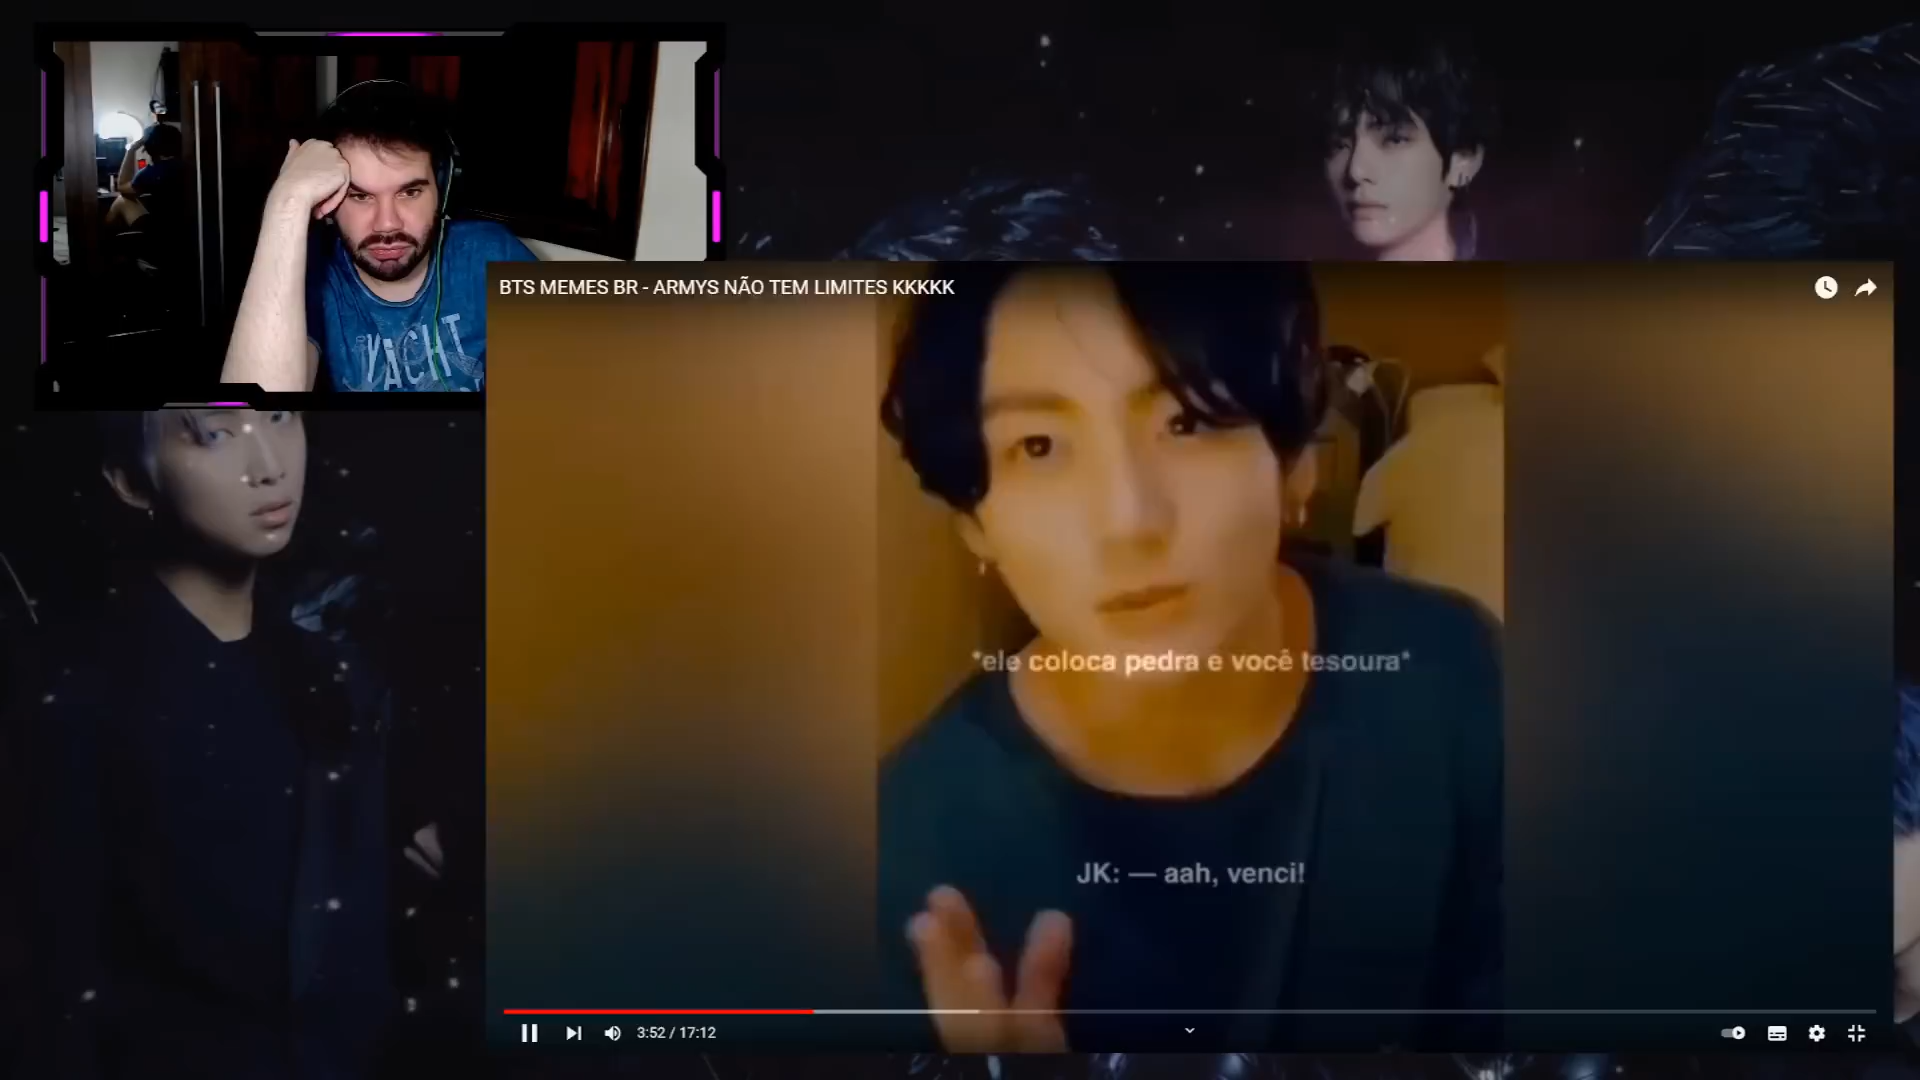 YACHT
BTS MEMES BR - ARMYS NÃO TEM LIMITES KKKKK
*ele coloca pedra e você tesoura*
JK: — aah, venci!
3:52 / 17:12